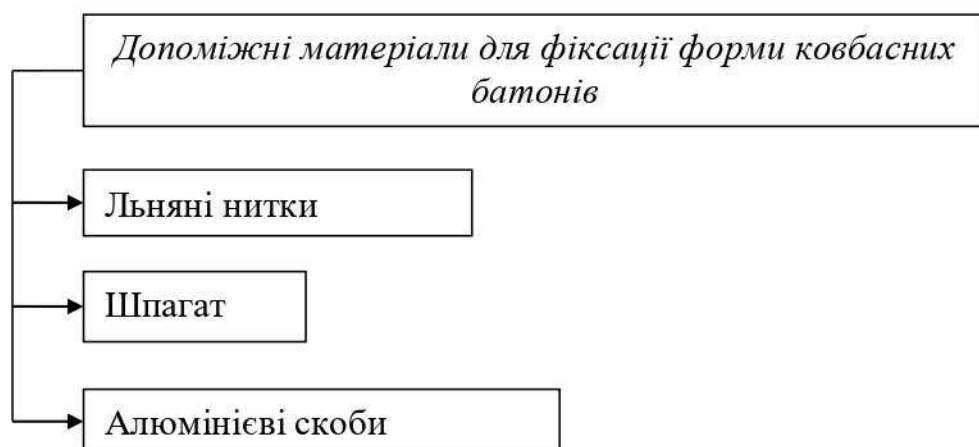 Допоміжні матеріали для фіксації форми ковбасних
батонів
Льняні нитки
Шпагат
Алюмінієві скоби